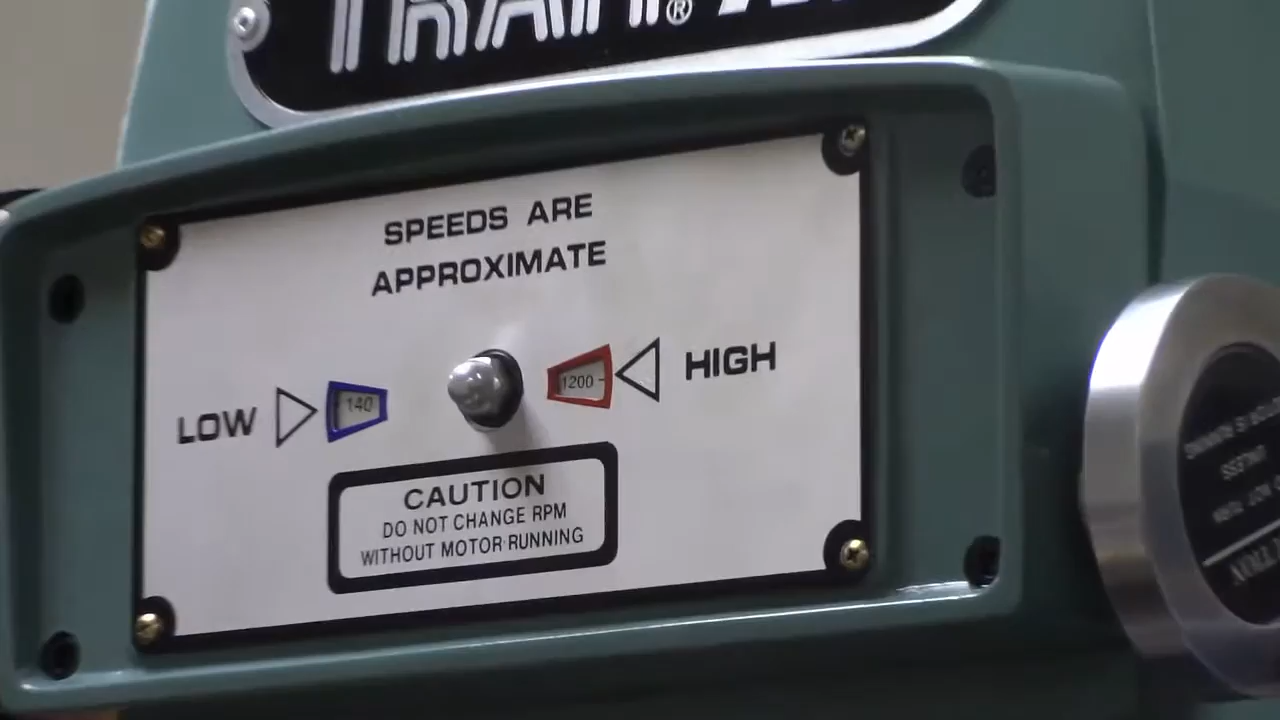 ®
SPEEDS ARE
APPROXIMATE
LOW
140
1200
HIGH
CAUTION
DO NOT CHANGE RPM
WITHOUT MOTOR RUNNING